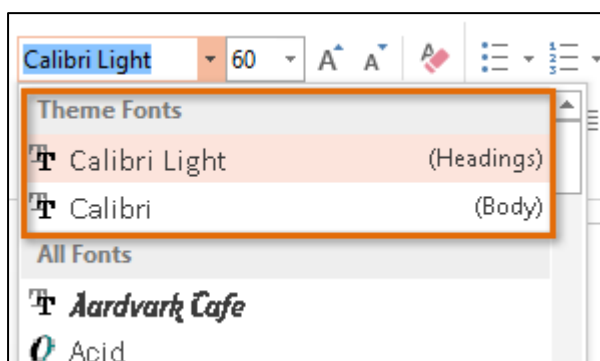 Calibri Light 60
Theme Fonts
Calibri Light (Headings)
Calibri (Body)
All Fonts
Aardvark Cafe
Acid